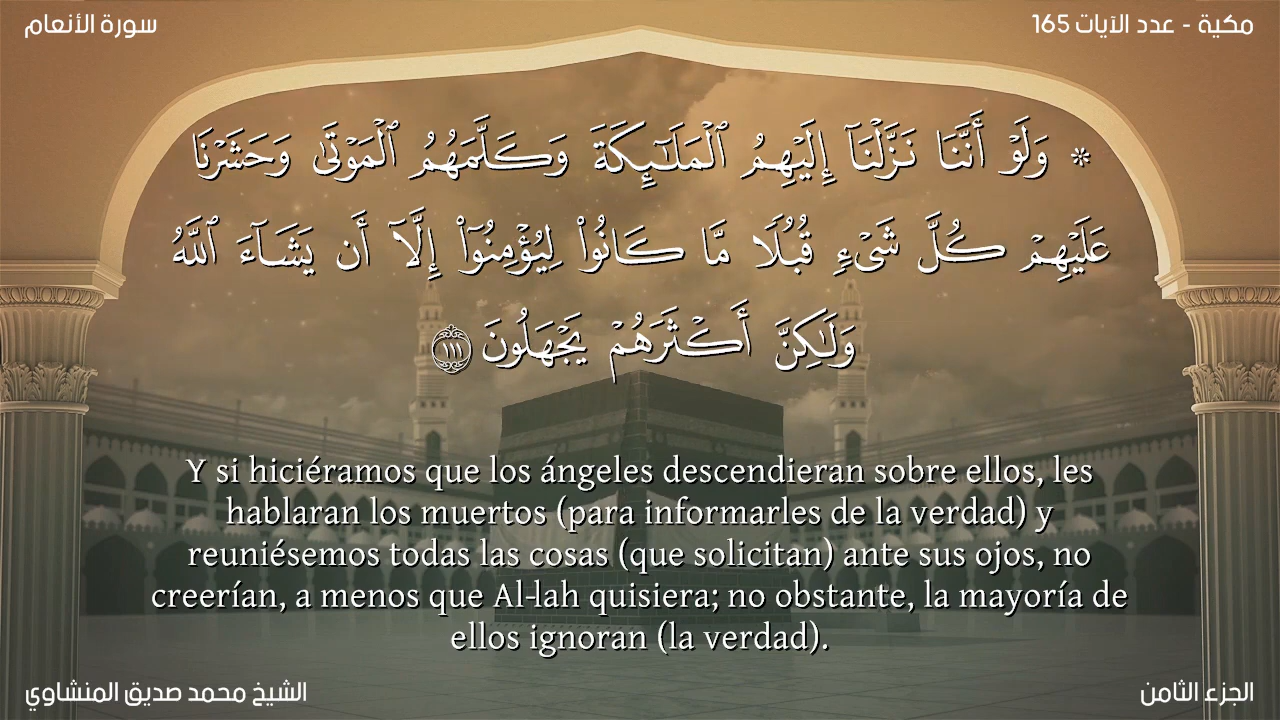 سورة الأنعام
مكية - عدد الآيات 165
۞ وَلَوْ أَنَّنَا نَزَّلْنَآ إِلَيْهِمُ ٱلْمَلَـٰٓئِكَةَ وَكَلَّمَهُمُ ٱلْمَوْتَىٰ وَحَشَرْنَا
عَلَيْهِمْ كُلَّ شَىْءٍ قُبُلًا مَّا كَانُوا۟ لِيُؤْمِنُوٓا۟ إِلَّآ أَن يَشَآءَ ٱللَّهُ
وَلَـٰكِنَّ أَكْثَرَهُمْ يَجْهَلُونَ ١١١
Y si hiciéramos que los ángeles descendieran sobre ellos, les
hablaran los muertos (para informarles de la verdad) y
reuniésemos todas las cosas (que solicitan) ante sus ojos, no
creerían, a menos que Al-lah quisiera; no obstante, la mayoría de
ellos ignoran (la verdad).
الشيخ محمد صديق المنشاوي
الجزء الثامن